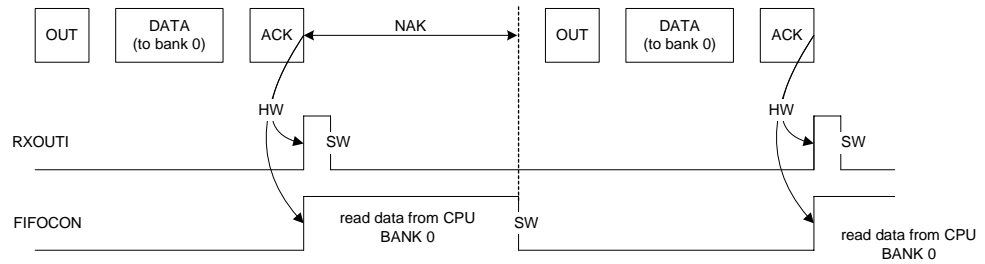 OUT
DATA
(to bank 0)
ACK
NAK
OUT
DATA
(to bank 0)
ACK
HW
HW
RXOUTI
SW
SW
FIFOCON
read data from CPU
BANK 0
SW
read data from CPU
BANK 0